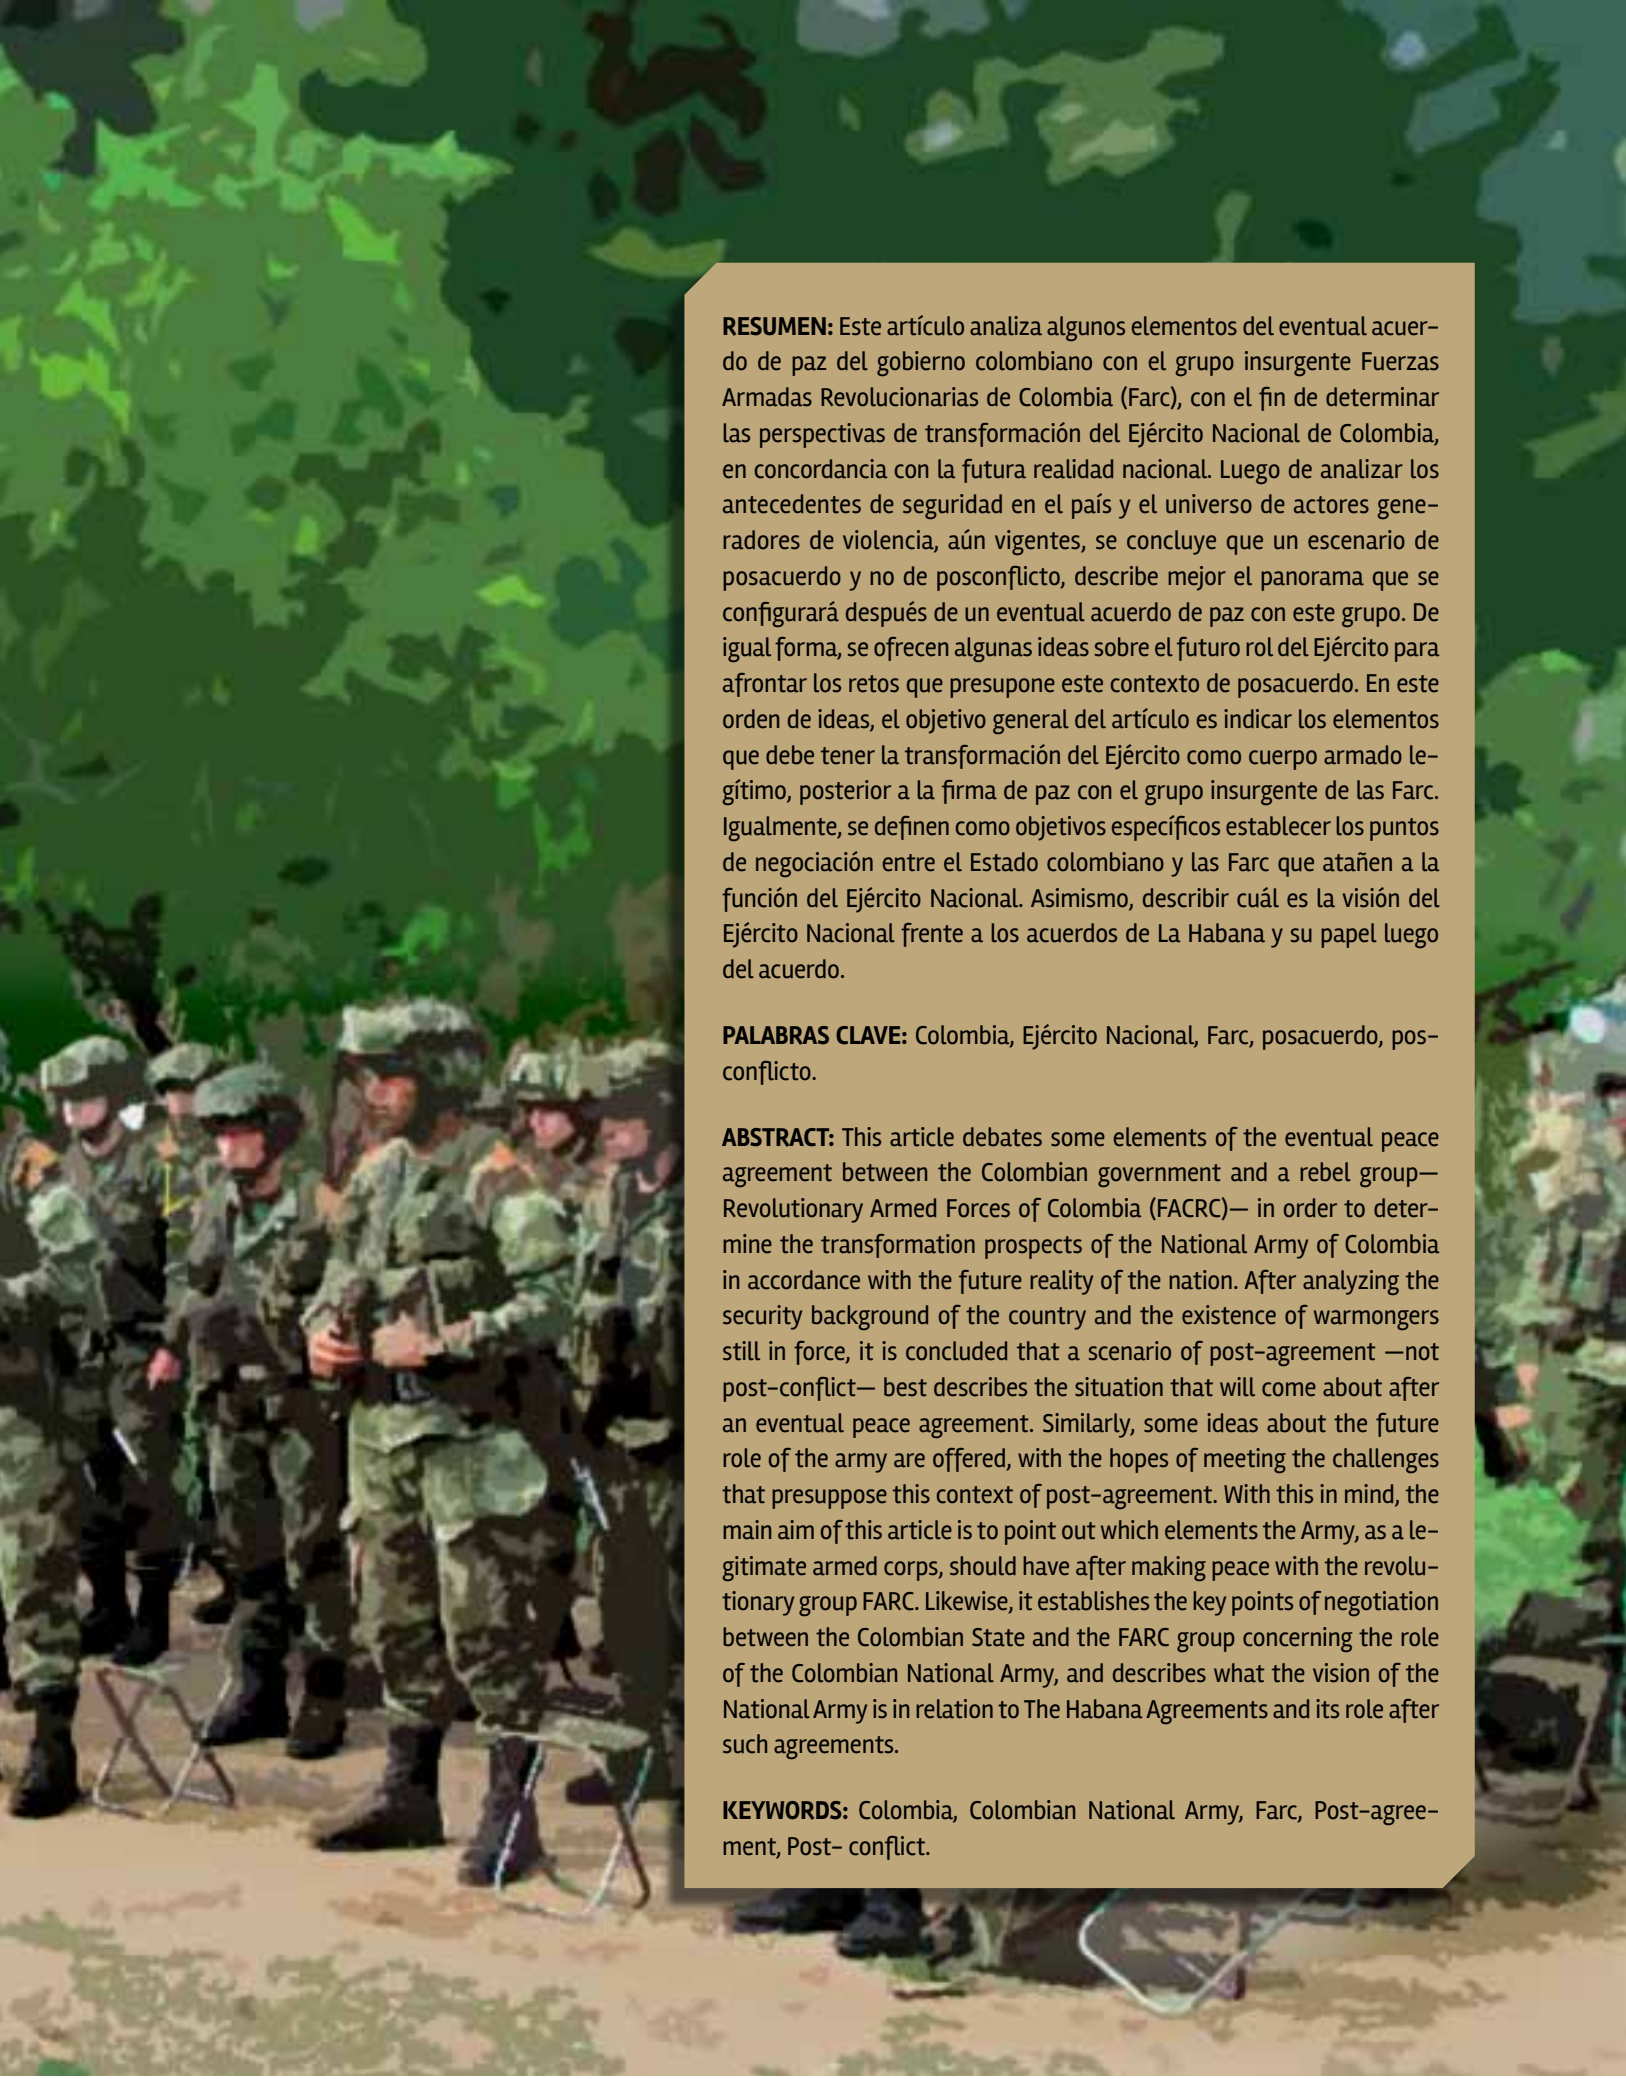 RESUMEN: Este artículo analiza algunos elementos del eventual acuer-
do de paz del gobierno colombiano con el grupo insurgente Fuerzas
Armadas Revolucionarias de Colombia (Farc), con el fin de determinar
las perspectivas de transformación del Ejército Nacional de Colombia,
en concordancia con la futura realidad nacional. Luego de analizar los
antecedentes de seguridad en el país y el universo de actores gene-
radores de violencia, aún vigentes, se concluye que un escenario de
posacuerdo y no de posconflicto, describe mejor el panorama que se
configurará después de un eventual acuerdo de paz con este grupo. De
igual forma, se ofrecen algunas ideas sobre el futuro rol del Ejército para
afrontar los retos que presupone este contexto de posacuerdo. En este
orden de ideas, el objetivo general del artículo es indicar los elementos
que debe tener la transformación del Ejército como cuerpo armado le-
gítimo, posterior a la firma de paz con el grupo insurgente de las Farc.
Igualmente, se definen como objetivos específicos establecer los puntos
de negociación entre el Estado colombiano y las Farc que atañen a la
función del Ejército Nacional. Asimismo, describir cuál es la visión del
Ejército Nacional frente a los acuerdos de La Habana y su papel luego
del acuerdo.
PALABRAS CLAVE: Colombia, Ejército Nacional, Farc, posacuerdo, pos-
conflicto.
ABSTRACT: This article debates some elements of the eventual peace
agreement between the Colombian government and a rebel group—
Revolutionary Armed Forces of Colombia (FACRC)— in order to deter-
mine the transformation prospects of the National Army of Colombia
in accordance with the future reality of the nation. After analyzing the
security background of the country and the existence of warmongers
still in force, it is concluded that a scenario of post-agreement —not
post-conflict— best describes the situation that will come about after
an eventual peace agreement. Similarly, some ideas about the future
role of the army are offered, with the hopes of meeting the challenges
that presuppose this context of post-agreement. With this in mind, the
main aim of this article is to point out which elements the Army, as a le-
gitimate armed corps, should have after making peace with the revolu-
tionary group FARC. Likewise, it establishes the key points of negotiation
between the Colombian State and the FARC group concerning the role
of the Colombian National Army, and describes what the vision of the
National Army is in relation to The Habana Agreements and its role after
such agreements.
KEYWORDS: Colombia, Colombian National Army, Farc, Post-agree-
ment, Post- conflict.